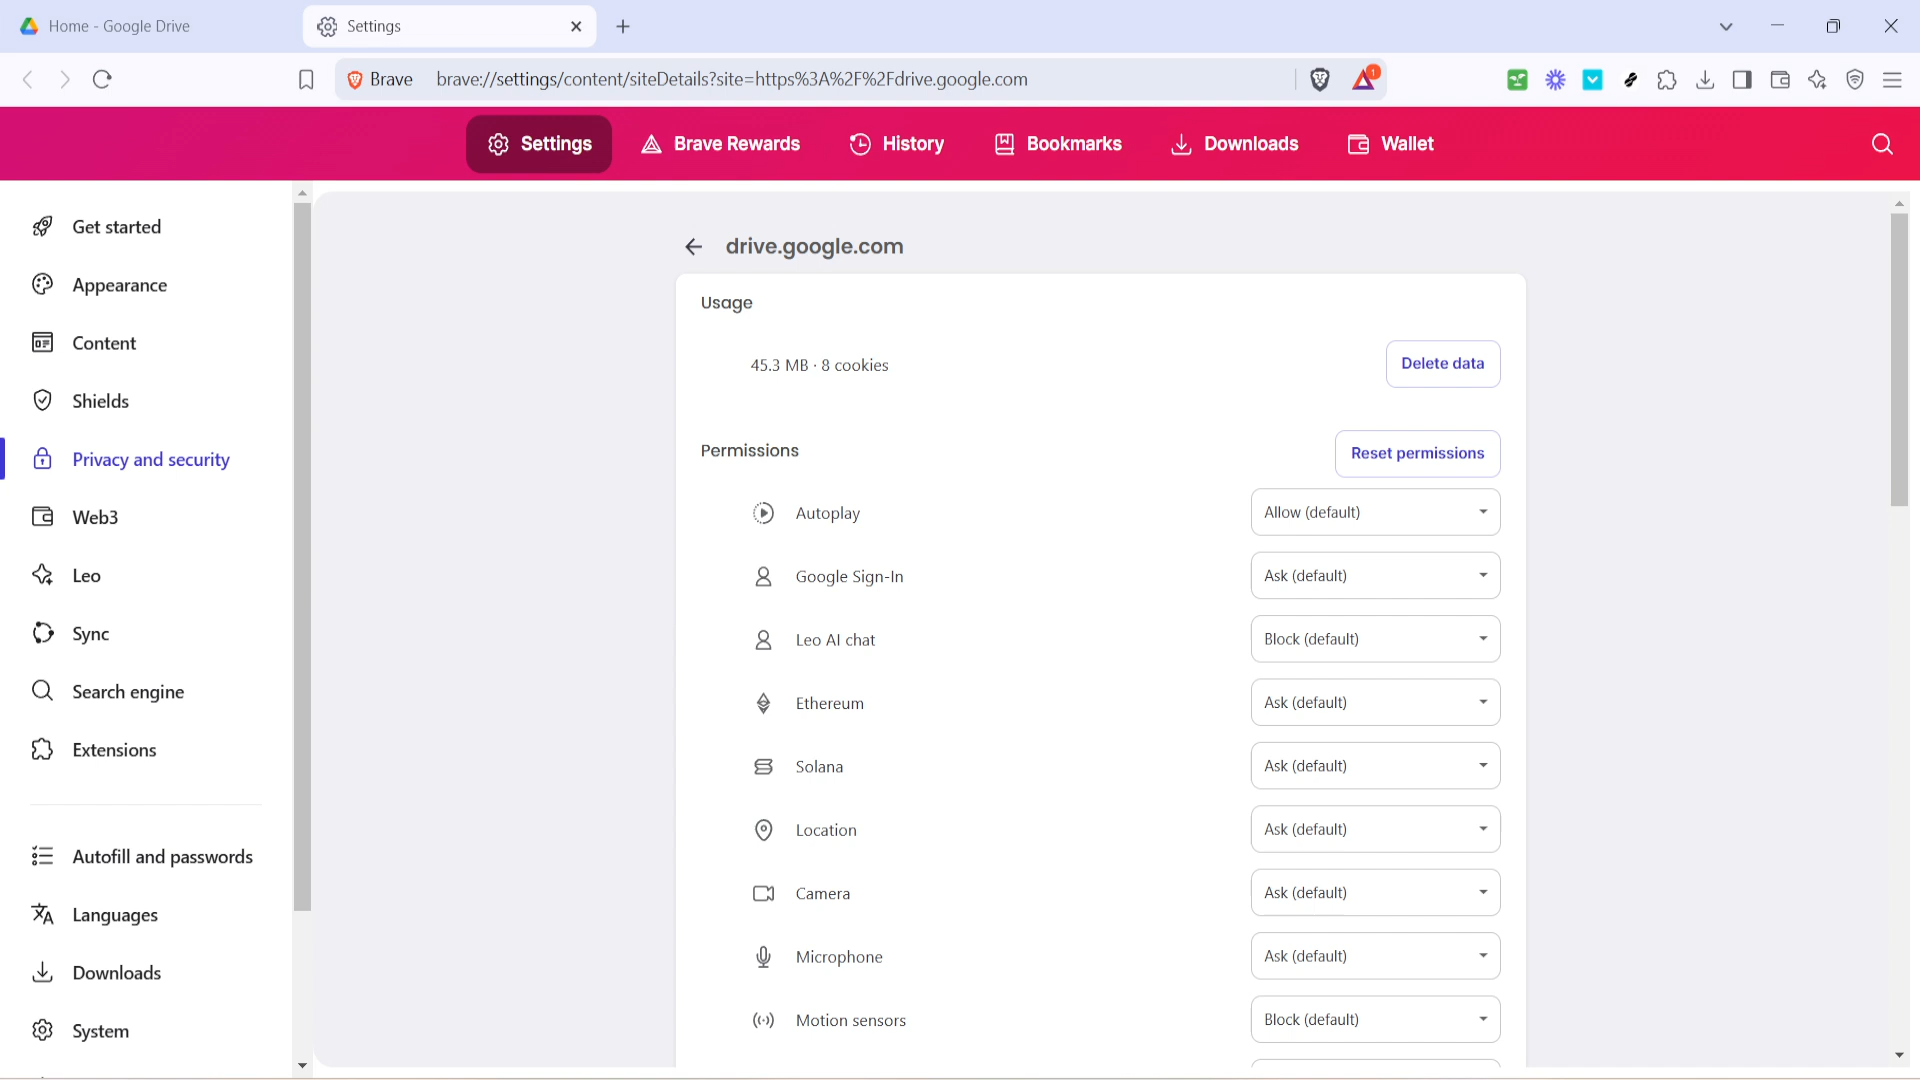 Home - Google Drive
Settings
Brave
brave://settings/content/siteDetails?site=https%3A%2F%2Fdrive.google.com
1
Settings
Brave Rewards
History
Bookmarks
Downloads
Wallet
Get started
Appearance
Content
Shields
Privacy and security
Web3
Leo
Sync
Search engine
Extensions
Autofill and passwords
Languages
Downloads
System
drive.google.com
Usage
45.3 MB · 8 cookies
Delete data
Permissions
Reset permissions
Autoplay
Allow (default)
Google Sign-In
Ask (default)
Leo AI chat
Block (default)
Ethereum
Ask (default)
Solana
Ask (default)
Location
Ask (default)
Camera
Ask (default)
Microphone
Ask (default)
Motion sensors
Block (default)